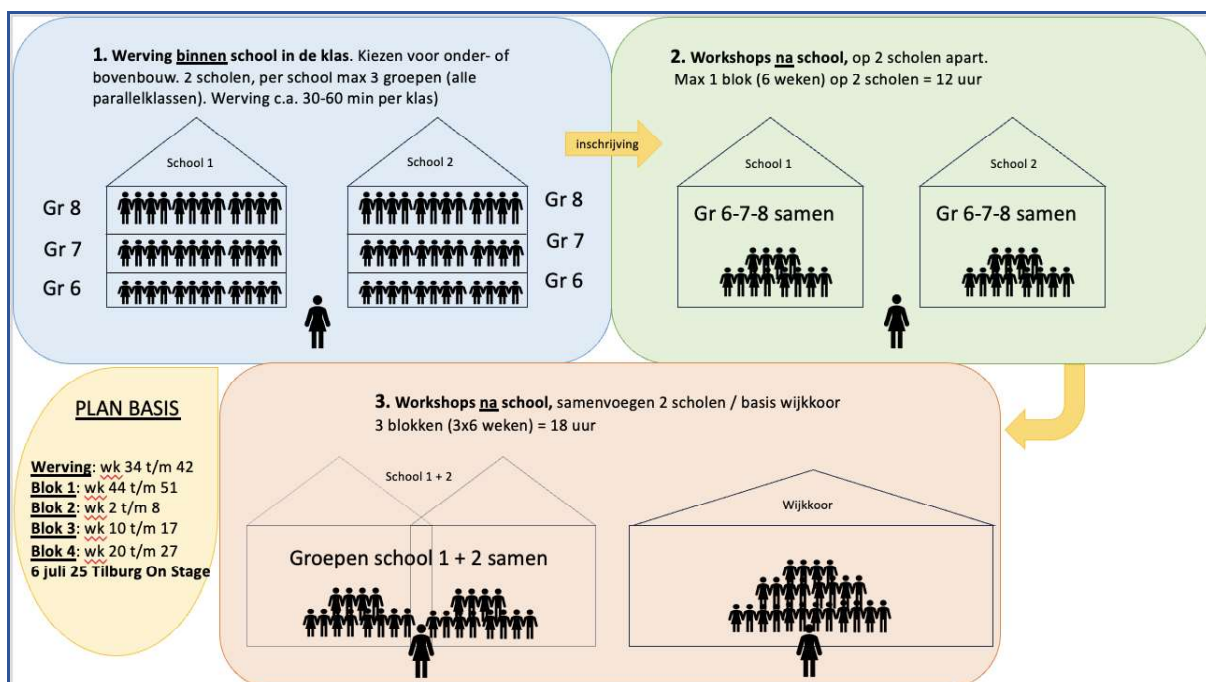 1. Werving binnen school in de klas. Kiezen voor onder- of
bovenbouw. 2 scholen, per school max 3 groepen (alle
parallelklassen). Werving c.a. 30-60 min per klas)
School 1
School 2
Gr 8
Gr 7
Gr 6
Gr 8
Gr 7
Gr 6
inschrijving
2. Workshops na school, op 2 scholen apart.
Max 1 blok (6 weken) op 2 scholen = 12 uur
School 1
School 2
Gr 6-7-8 samen
Gr 6-7-8 samen
3. Workshops na school, samenvoegen 2 scholen / basis wijkkoor
3 blokken (3x6 weken) = 18 uur
School 1 + 2
Groepen school 1 + 2 samen
Wijkkoor
PLAN BASIS
Werving: wk 34 t/m 42
Blok 1: wk 44 t/m 51
Blok 2: wk 2 t/m 8
Blok 3: wk 10 t/m 17
Blok 4: wk 20 t/m 27
6 juli 25 Tilburg On Stage